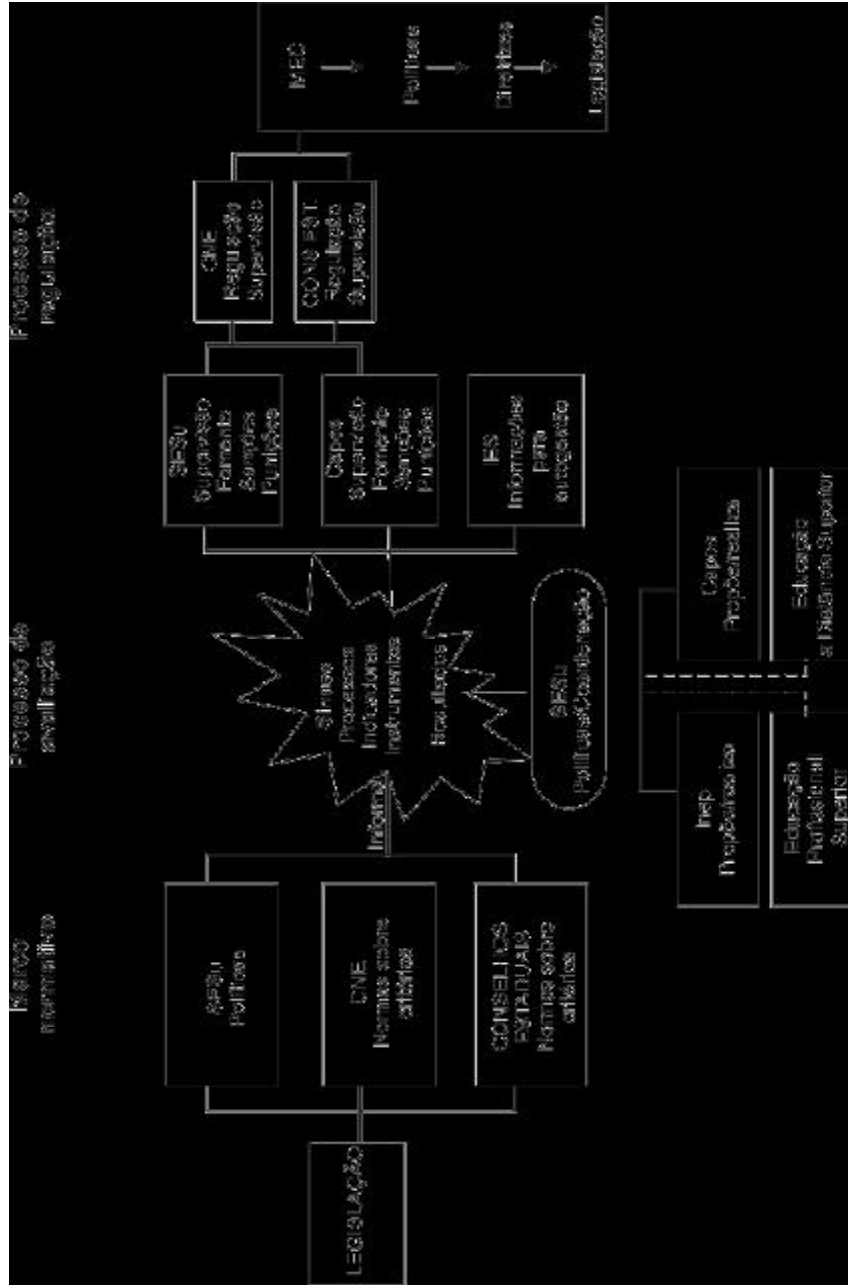 Marco
normativo
Processo de
avaliação
Processo de
regulação
LEGISLAÇÃO
SESu
Políticas
CNE
Normas sobre
critérios
CONSELHOS
ESTADUAIS
Normas sobre
critérios
Informa
Sinaes
Processos
Indicadores
Instrumentos
Resultados
SESu
Políticas/Coordenação
SESu
Supervisão
Fomento
Sanções
Punições
Capes
Supervisão
Fomento
Sanções
Punições
IES
Informações
para
autogestão
CNE
Regulação
Supervisão
CONS EST.
Regulação
Supervisão
MEC
Políticas
Diretrizes
Legislação
Inep
Capes
Propõe/realiza
Educação
Profissional
Superior
Educação
a Distância Superior